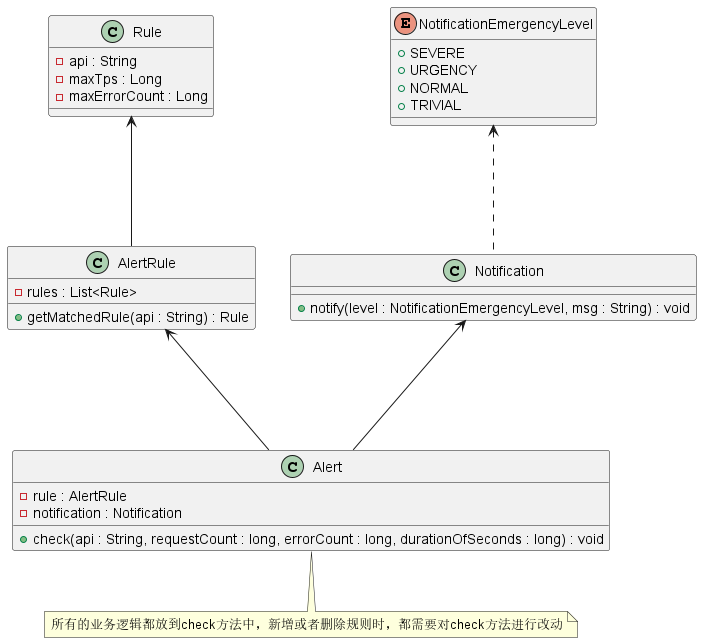 C Rule
api : String
maxTps : Long
maxErrorCount : Long
E NotificationEmergencyLevel
SEVERE
URGENCY
NORMAL
TRIVIAL
C AlertRule
rules : List<Rule>
getMatchedRule(api : String) : Rule
C Notification
notify(level : NotificationEmergencyLevel, msg : String) : void
C Alert
rule : AlertRule
notification : Notification
check(api : String, requestCount : long, errorCount : long, durationOfSeconds : long) : void
所有的业务逻辑都放到check方法中，新增或者删除规则时，都需要对check方法进行改动